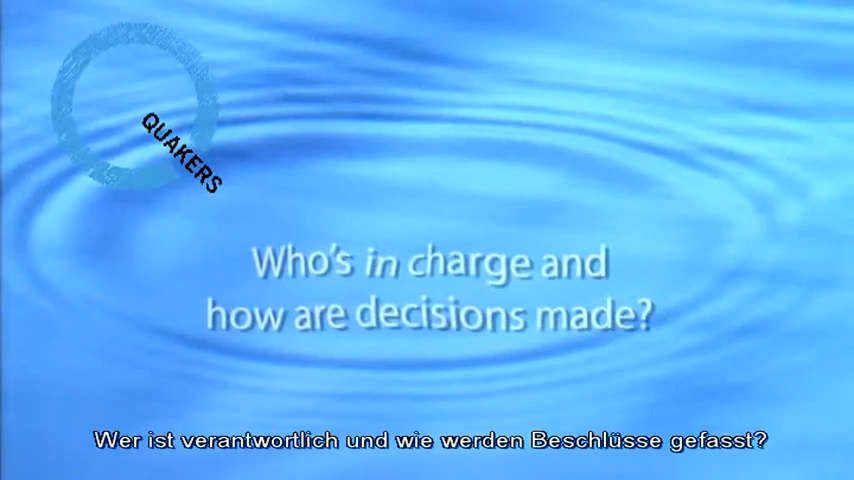 QUAKERS
Who's in charge and
how are decisions made?
Wer ist verantwortlich und wie werden Beschlüsse gefasst?